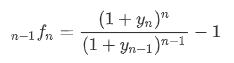 $_{n-1}f_n = \frac{(1+y_n)^n}{(1+y_{n-1})^{n-1}} - 1$